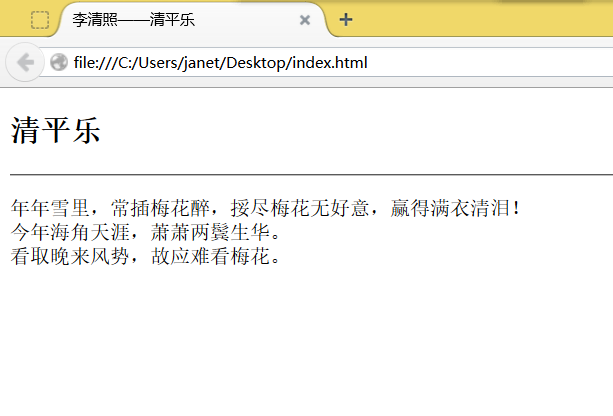 李清照——清平乐
file:///C:/Users/janet/Desktop/index.html
清平乐
年年雪里，常插梅花醉，挼尽梅花无好意，赢得满衣清泪！
今年海角天涯，萧萧两鬓生华。
看取晚来风势，故应难看梅花。